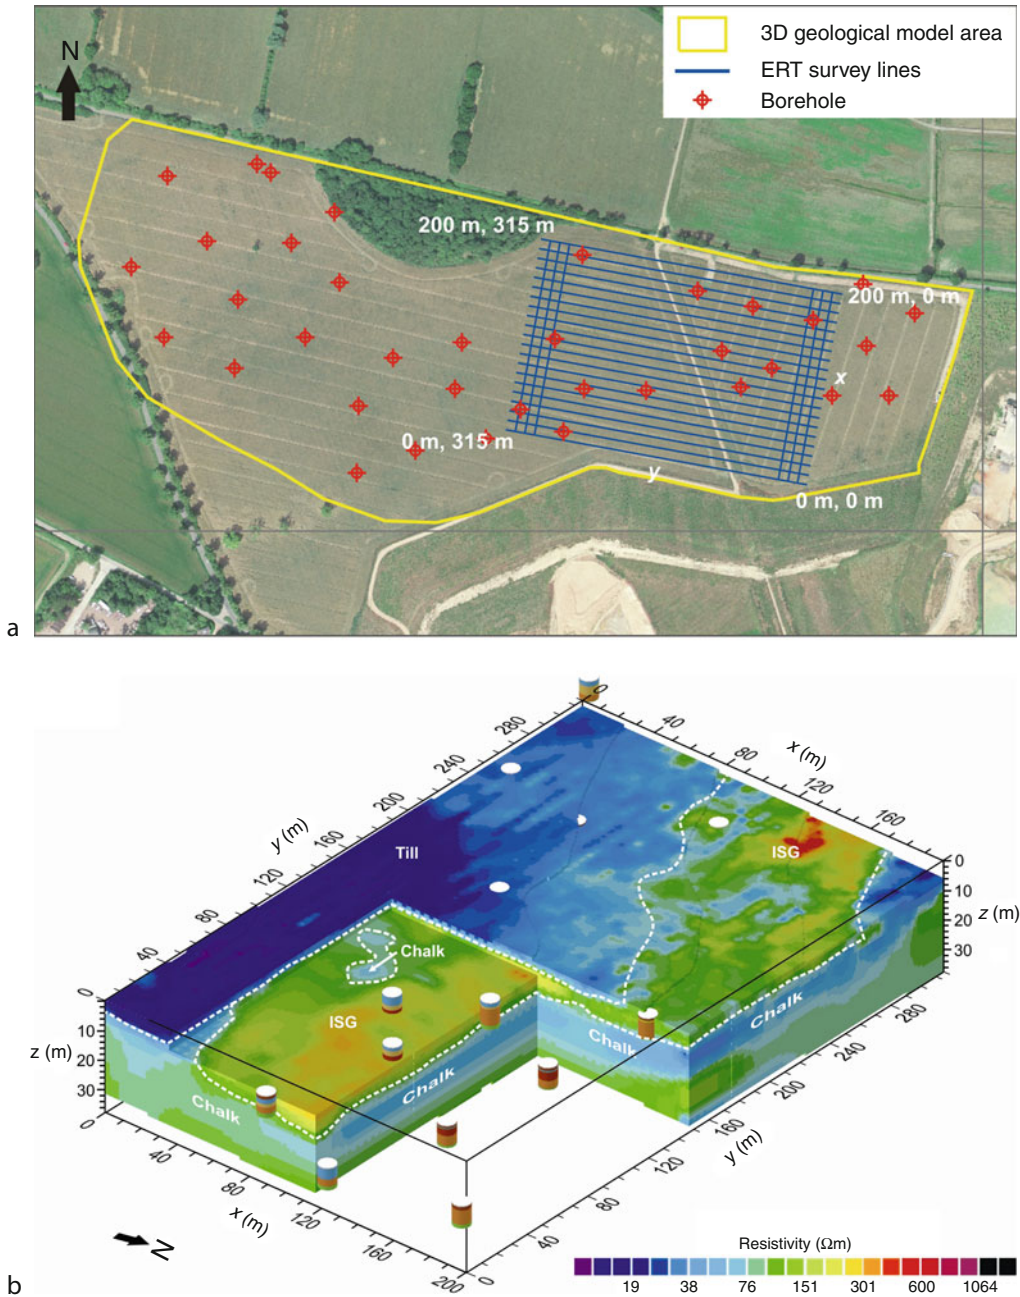 N
3D geological model area
ERT survey lines
Borehole
200 m, 315 m
200 m, 0 m
x
0 m, 315 m
y
0 m, 0 m
a
0
40
80
120
160
x (m)
280
240
200
160
120
80
40
0
y (m)
Till
ISG
Chalk
ISG
0
10
20
30
z (m)
0
10
20
30
z (m)
Chalk
Chalk
Chalk
Chalk
280
240
200
160
120
80
40
0
y (m)
0
40
80
120
160
200
x (m)
N
Resistivity (Ωm)
19 38 76 151 301 600 1064
b